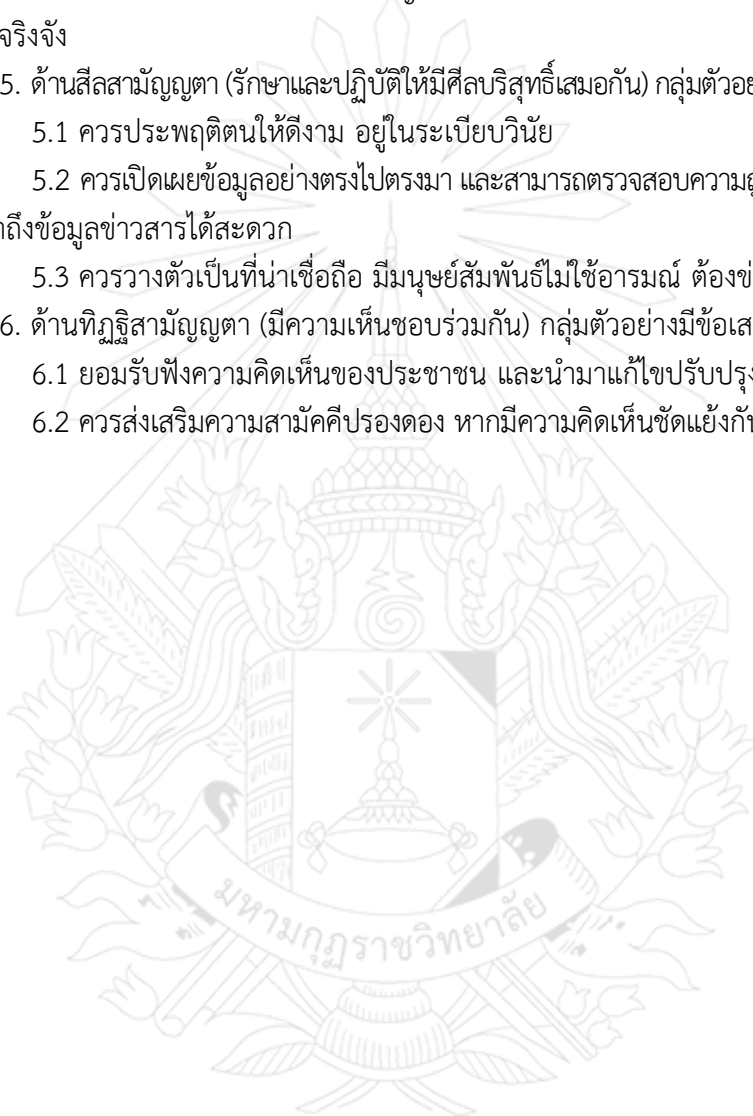 จริงจัง
5. ด้านสีลสามัญญตา (รักษาและปฏิบัติให้มีศีลบริสุทธิ์เสมอกัน) กลุ่มตัวอย
5.1 ควรประพฤติตนให้ดีงาม อยู่ในระเบียบวินัย
5.2 ควรเปิดเผยข้อมูลอย่างตรงไปตรงมา และสามารถตรวจสอบความ
ถึงข้อมูลข่าวสารได้สะดวก
5.3 ควรวางตัวเป็นที่น่าเชื่อถือ มีมนุษย์สัมพันธ์ไม่ใช้อารมณ์ ต้องข่
6. ด้านทิฏฐิสามัญญตา (มีความเห็นชอบร่วมกัน) กลุ่มตัวอย่างมีข้อเส
6.1 ยอมรับฟังความคิดเห็นของประชาชน และนำมาแก้ไขปรับปรุง
6.2 ควรส่งเสริมความสามัคคีปรองดอง หากมีความคิดเห็นขัดแย้งกั
มหามกุฏราชวิทยาลัย